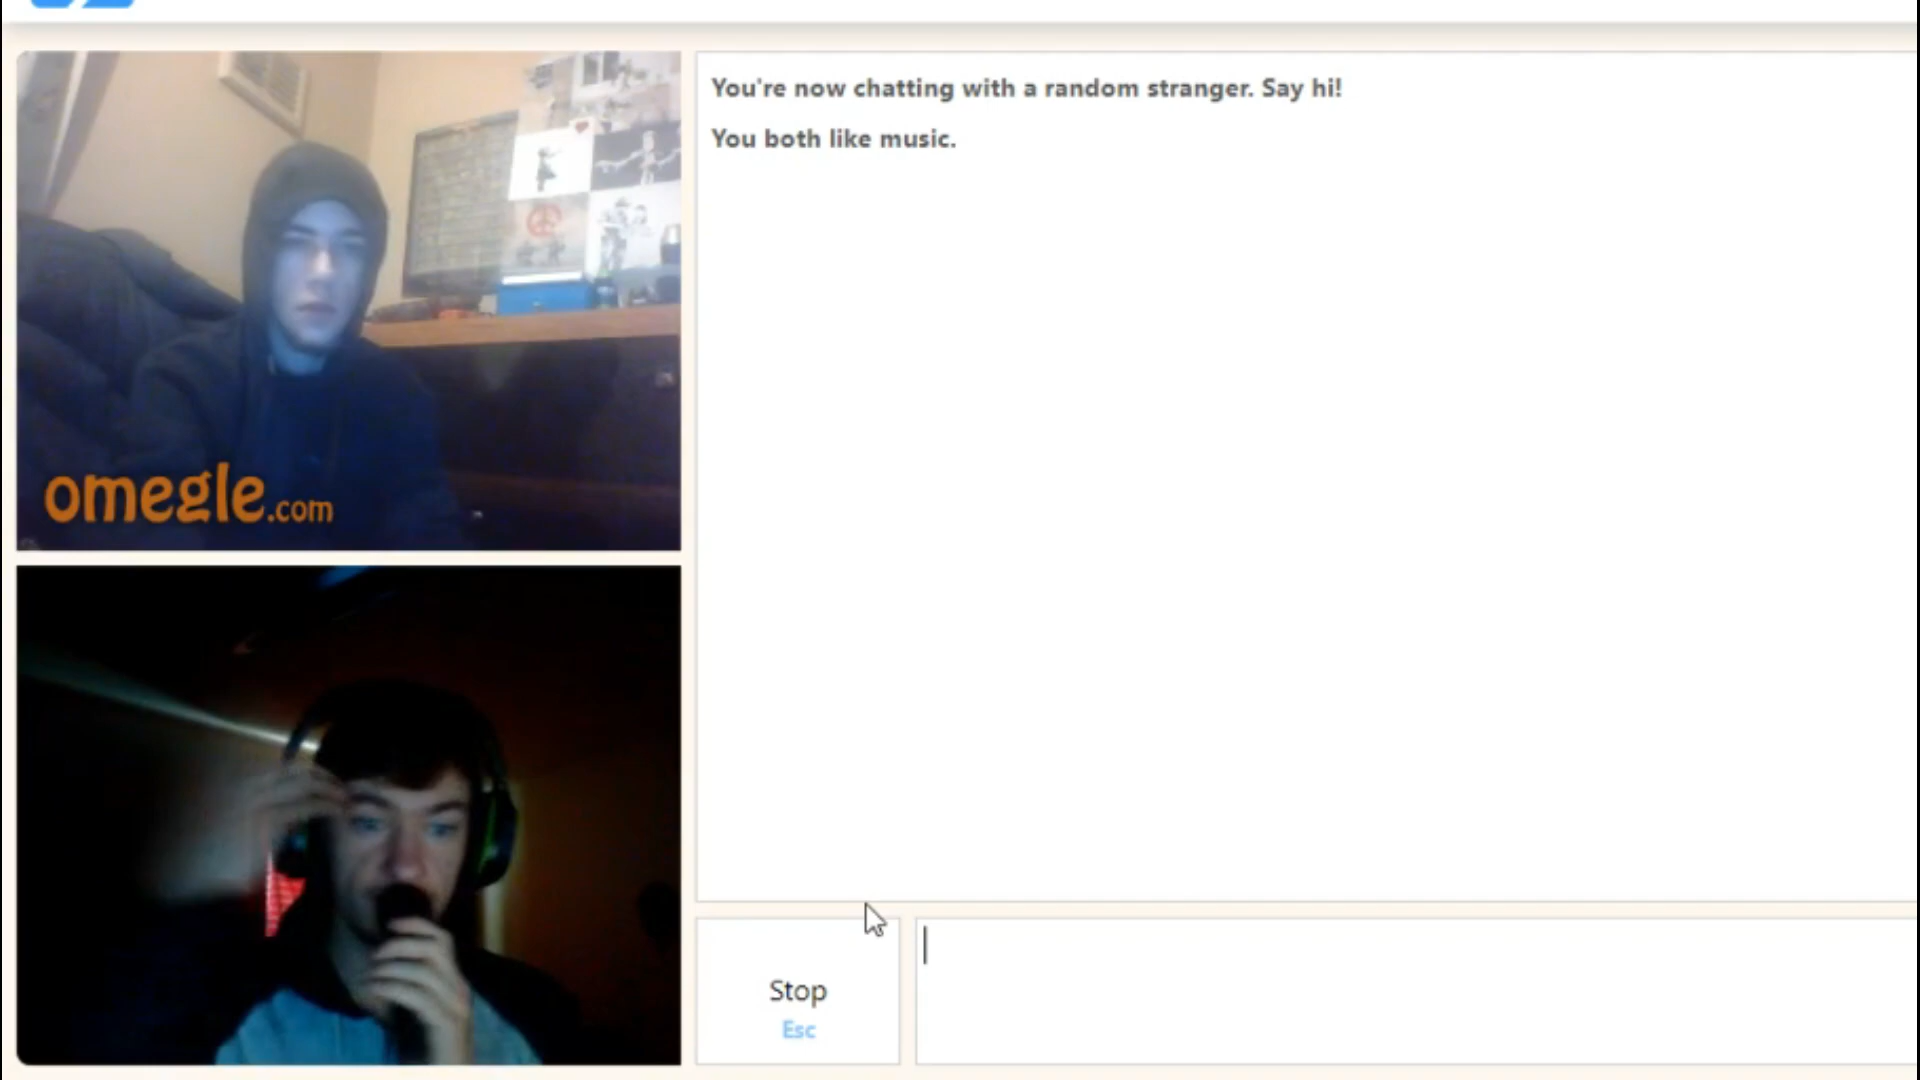 You're now chatting with a random stranger. Say hi!
You both like music.
omegle.com
Stop
Esc